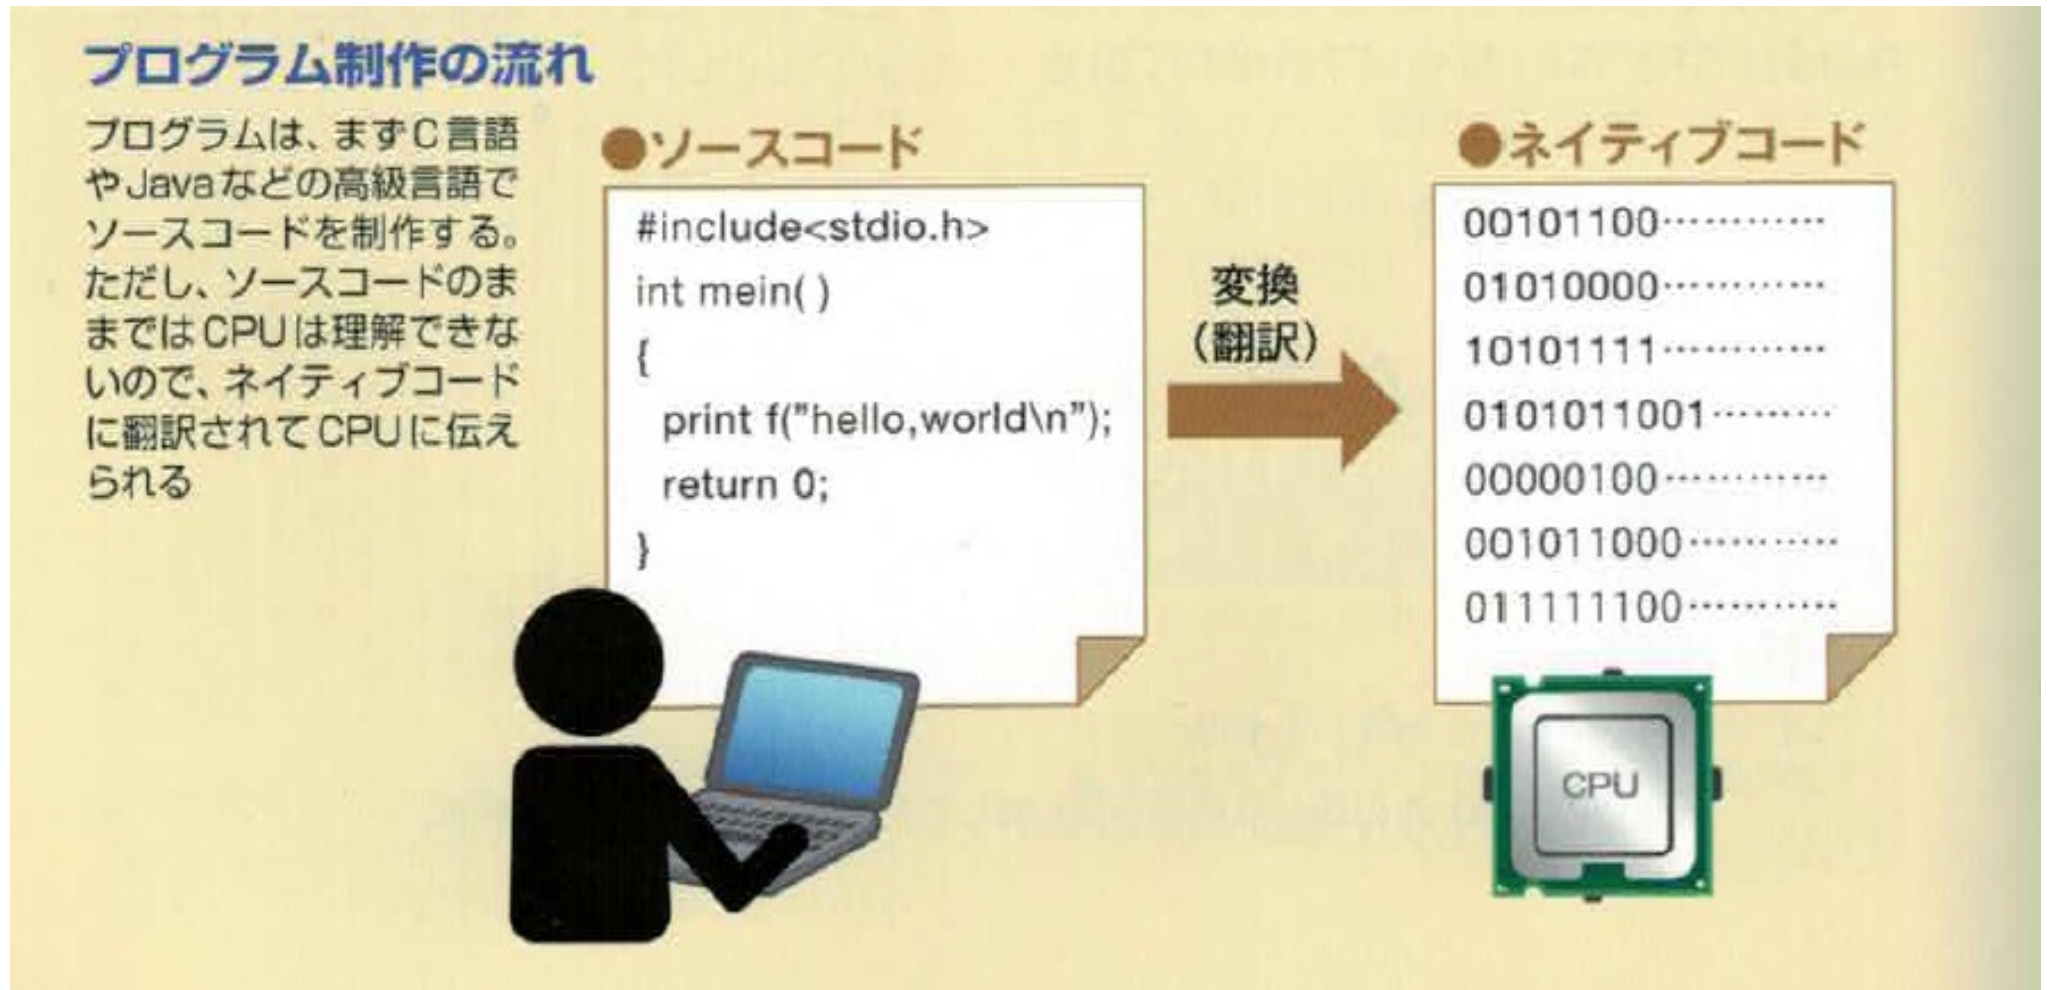 プログラム制作の流れ
プログラムは、まずC言語
やJavaなどの高級言語で
ソースコードを制作する。
ただし、ソースコードのま
まではCPUは理解できな
いので、ネイティブコード
に翻訳されてCPUに伝え
られる
●ソースコード
#include<stdio.h>
int mein( )
{
print f("hello,world\n");
return 0;
}
変換
(翻訳)
●ネイティブコード
00101100…………
01010000…………
10101111…………
0101011001………
00000100…………
001011000…………
011111100…………
CPU